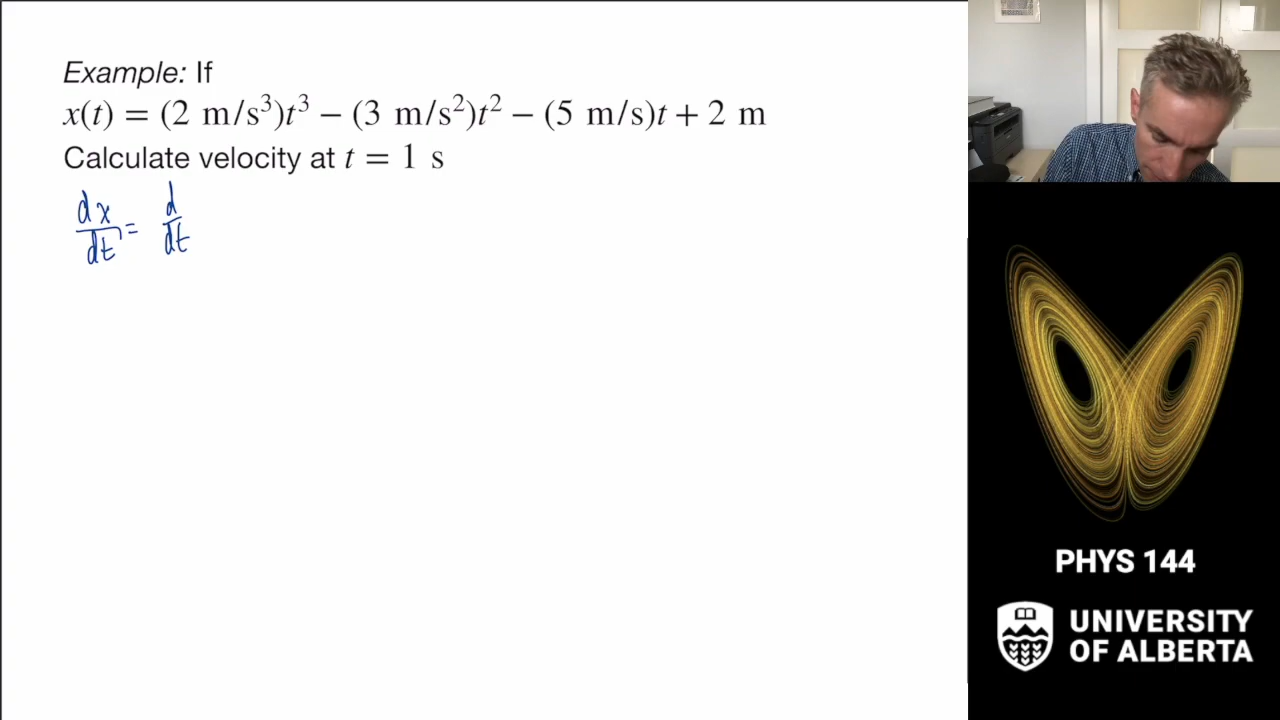 Example: If
x(t) = (2 m/s³)t³ − (3 m/s²)t² − (5 m/s)t + 2 m
Calculate velocity at t = 1 s
dx/dt = d/dt
PHYS 144
UNIVERSITY
OF ALBERTA